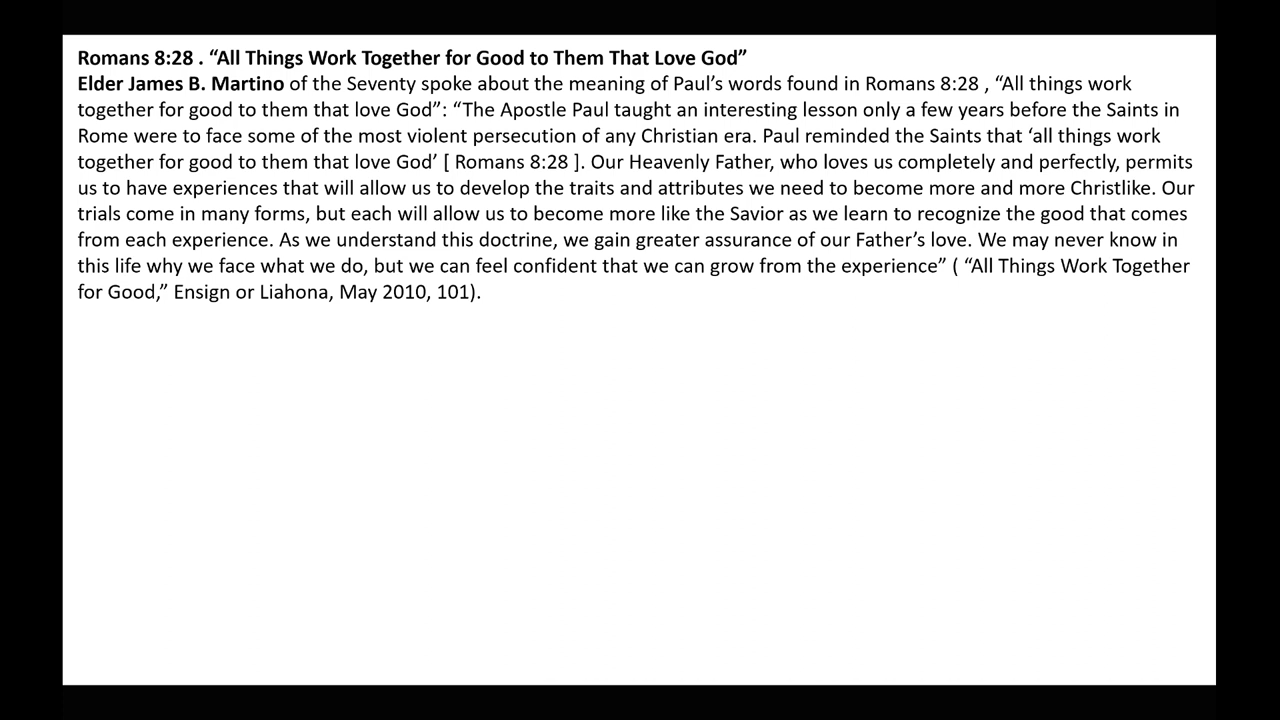 Romans 8:28 . “All Things Work Together for Good to Them That Love God”
Elder James B. Martino of the Seventy spoke about the meaning of Paul’s words found in Romans 8:28 , “All things work
together for good to them that love God”: “The Apostle Paul taught an interesting lesson only a few years before the Saints in
Rome were to face some of the most violent persecution of any Christian era. Paul reminded the Saints that ‘all things work
together for good to them that love God’ [ Romans 8:28 ]. Our Heavenly Father, who loves us completely and perfectly, permits
us to have experiences that will allow us to develop the traits and attributes we need to become more and more Christlike. Our
trials come in many forms, but each will allow us to become more like the Savior as we learn to recognize the good that comes
from each experience. As we understand this doctrine, we gain greater assurance of our Father’s love. We may never know in
this life why we face what we do, but we can feel confident that we can grow from the experience” ( “All Things Work Together
for Good,” Ensign or Liahona, May 2010, 101).